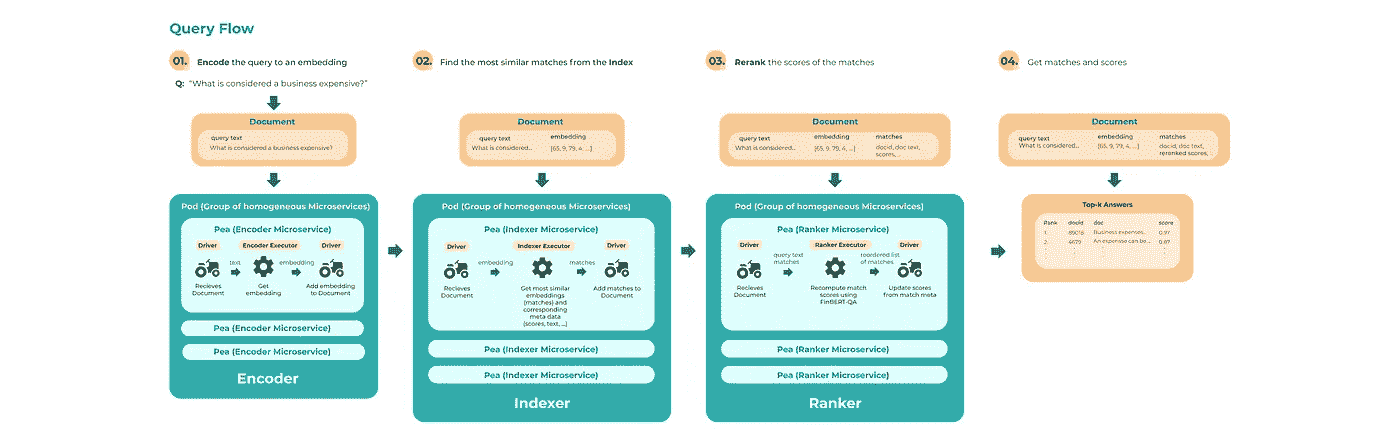 Query Flow
01. Encode the query to an embedding
Q: "What is considered a business expensive?"
Document
query text
What is considered a business expensive?
Pod (Group of homogeneous Microservices)
Pea (Encoder Microservice)
Driver
Encoder Executor
Driver
text
embedding
Recieves
Document
Get
embedding
Add embedding
to Document
Pea (Encoder Microservice)
Pea (Encoder Microservice)
Encoder
02. Find the most similar matches from the Index
Document
query text
embedding
What is considered...
[65, 9, 79, 4, ...]
Pod (Group of homogeneous Microservices)
Pea (Indexer Microservice)
Driver
Indexer Executor
Driver
embedding
matches
Recieves
Document
Get most similar
embeddings
(matches) and
corresponding
meta data
(scores, text, ...)
Add matches to
Document
Pea (Indexer Microservice)
Pea (Indexer Microservice)
Indexer
03. Rerank the scores of the matches
Document
query text
embedding
matches
What is considered...
[65, 9, 79, 4, ...]
docid, doc text,
scores, ..
Pod (Group of homogeneous Microservices)
Pea (Ranker Microservice)
Driver
Ranker Executor
Driver
query text
matches
reordered list
of matches
Recieves
Document
Recompute match
scores using
FinBERT-QA
Update scores
from match meta
Pea (Ranker Microservice)
Pea (Ranker Microservice)
Ranker
04. Get matches and scores
Document
query text
embedding
matches
What is considered...
[65, 9, 79, 4, ...]
docid, doc text,
reranked scores, ..
Top-k Answers
Rank docid doc score
1. Business expenses... 0.97
2. 4679 An expense can be ... 0.87